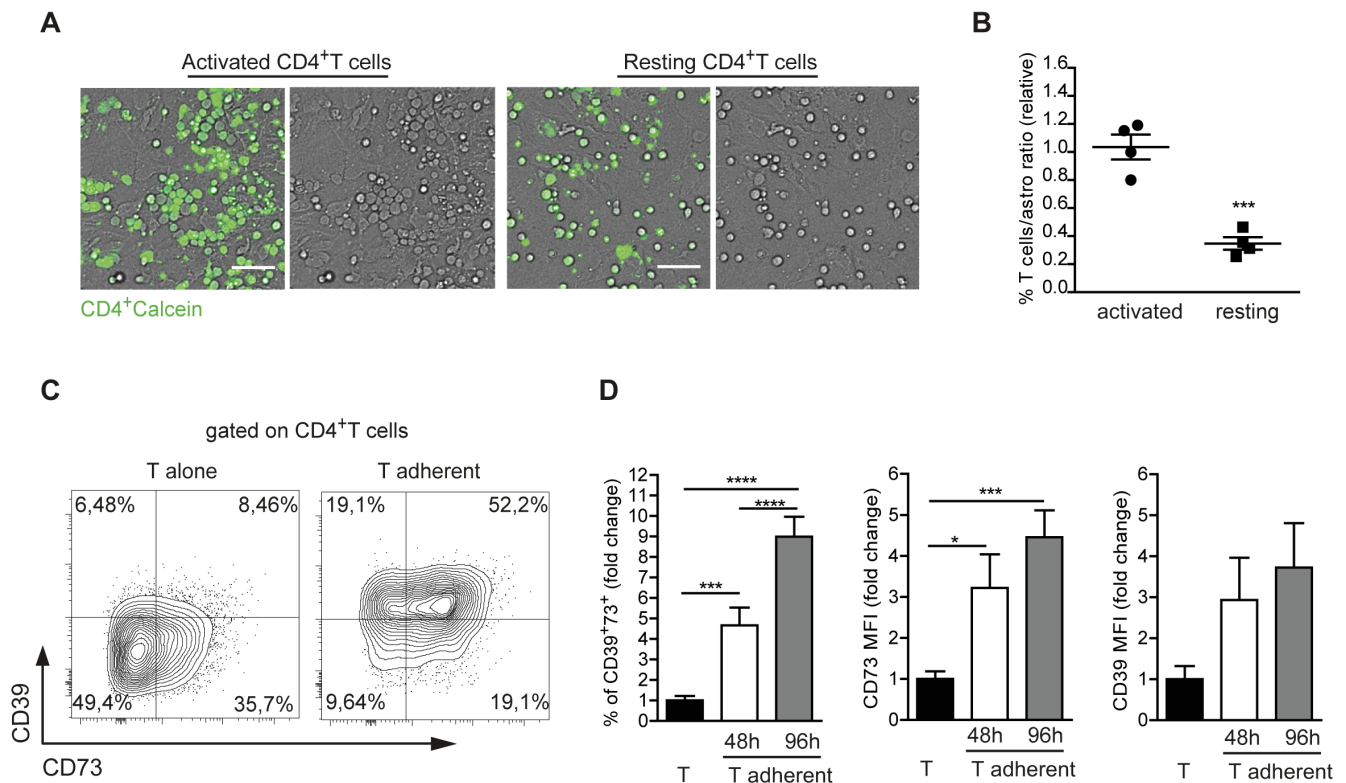 A
Activated CD4+T cells
Resting CD4+T cells
CD4+Calcein
B
% T cells/astro ratio (relative)
1.6
1.4
1.2
1.0
0.8
0.6
0.4
0.2
0.0
***
activated
resting
C
gated on CD4+T cells
T alone
T adherent
6,48%
8,46%
49,4%
35,7%
19,1%
52,2%
9,64%
19,1%
CD39
CD73
D
% of CD39+73+ (fold change)
12
11
10
9
8
7
6
5
4
3
2
1
0
****
****
***
48h
96h
T
T adherent
CD73 MFI (fold change)
6
5
4
3
2
1
0
***
*
48h
96h
T
T adherent
CD39 MFI (fold change)
6
5
4
3
2
1
0
48h
96h
T
T adherent